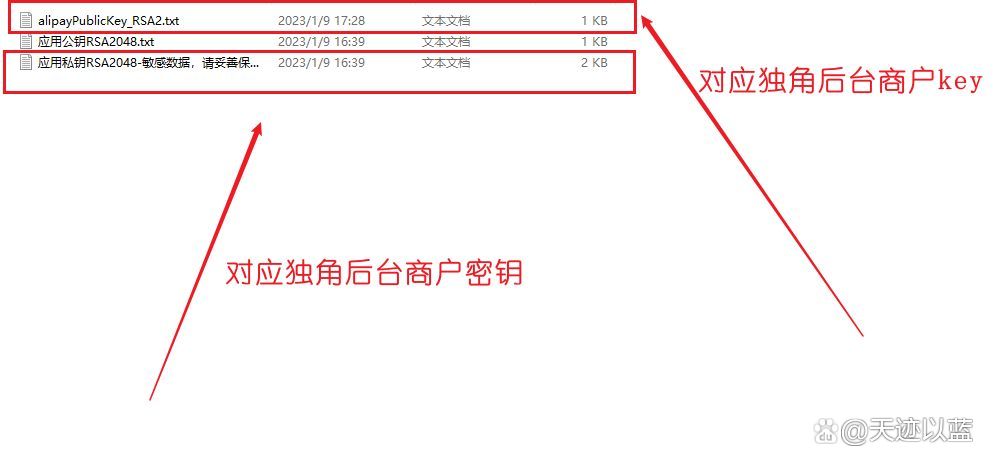 alipayPublicKey_RSA2.txt 2023/1/9 17:28 文本文档 1 KB
应用公钥RSA2048.txt 2023/1/9 16:39 文本文档 1 KB
应用私钥RSA2048-敏感数据，请妥善保... 2023/1/9 16:39 文本文档 2 KB
对应独角后台商户key
对应独角后台商户密钥
@天迹以蓝